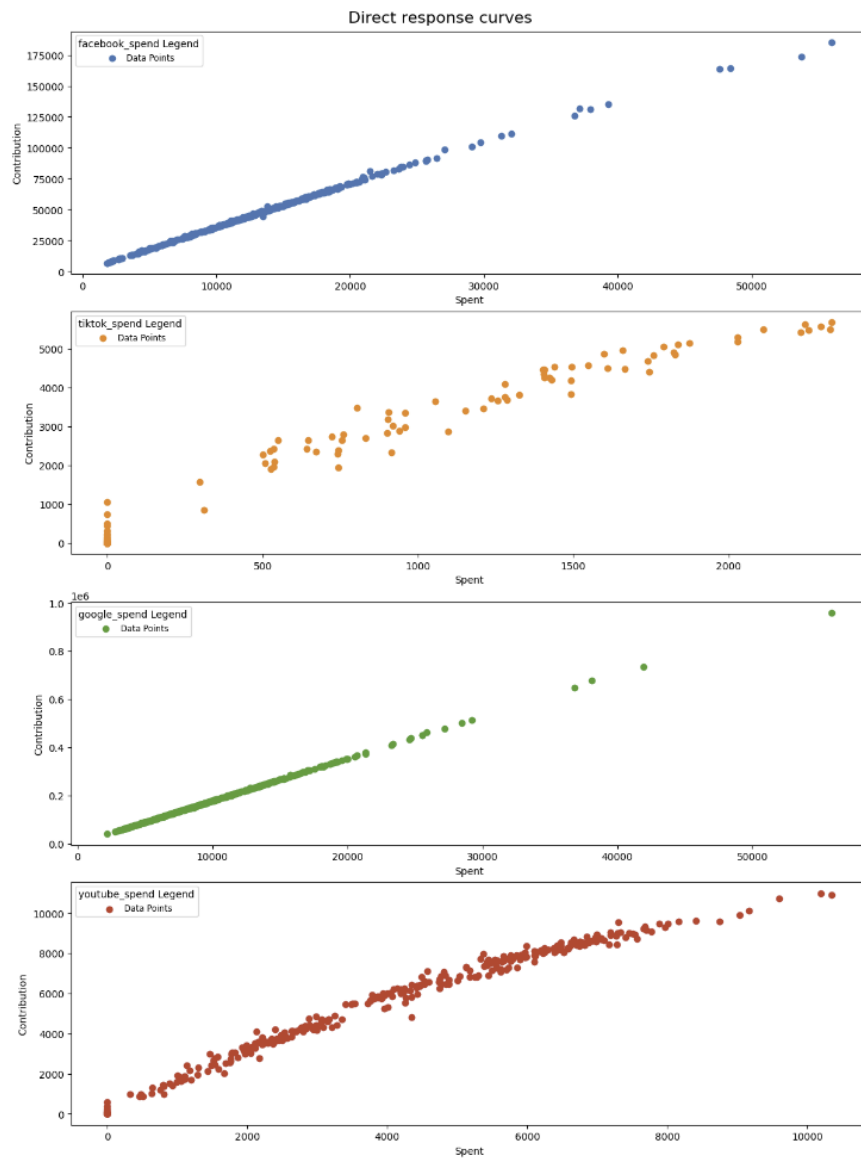 Direct response curves
facebook_spend Legend
Data Points
175000
150000
125000
100000
75000
50000
25000
0
Contribution
0 10000 20000 30000 40000 50000
Spent
tiktok_spend Legend
Data Points
5000
4000
3000
2000
1000
0
Contribution
0 500 1000 1500 2000
Spent
1e6
google_spend Legend
Data Points
1.0
0.8
0.6
0.4
0.2
0.0
Contribution
0 10000 20000 30000 40000 50000
Spent
youtube_spend Legend
Data Points
10000
8000
6000
4000
2000
0
Contribution
0 2000 4000 6000 8000 10000
Spent